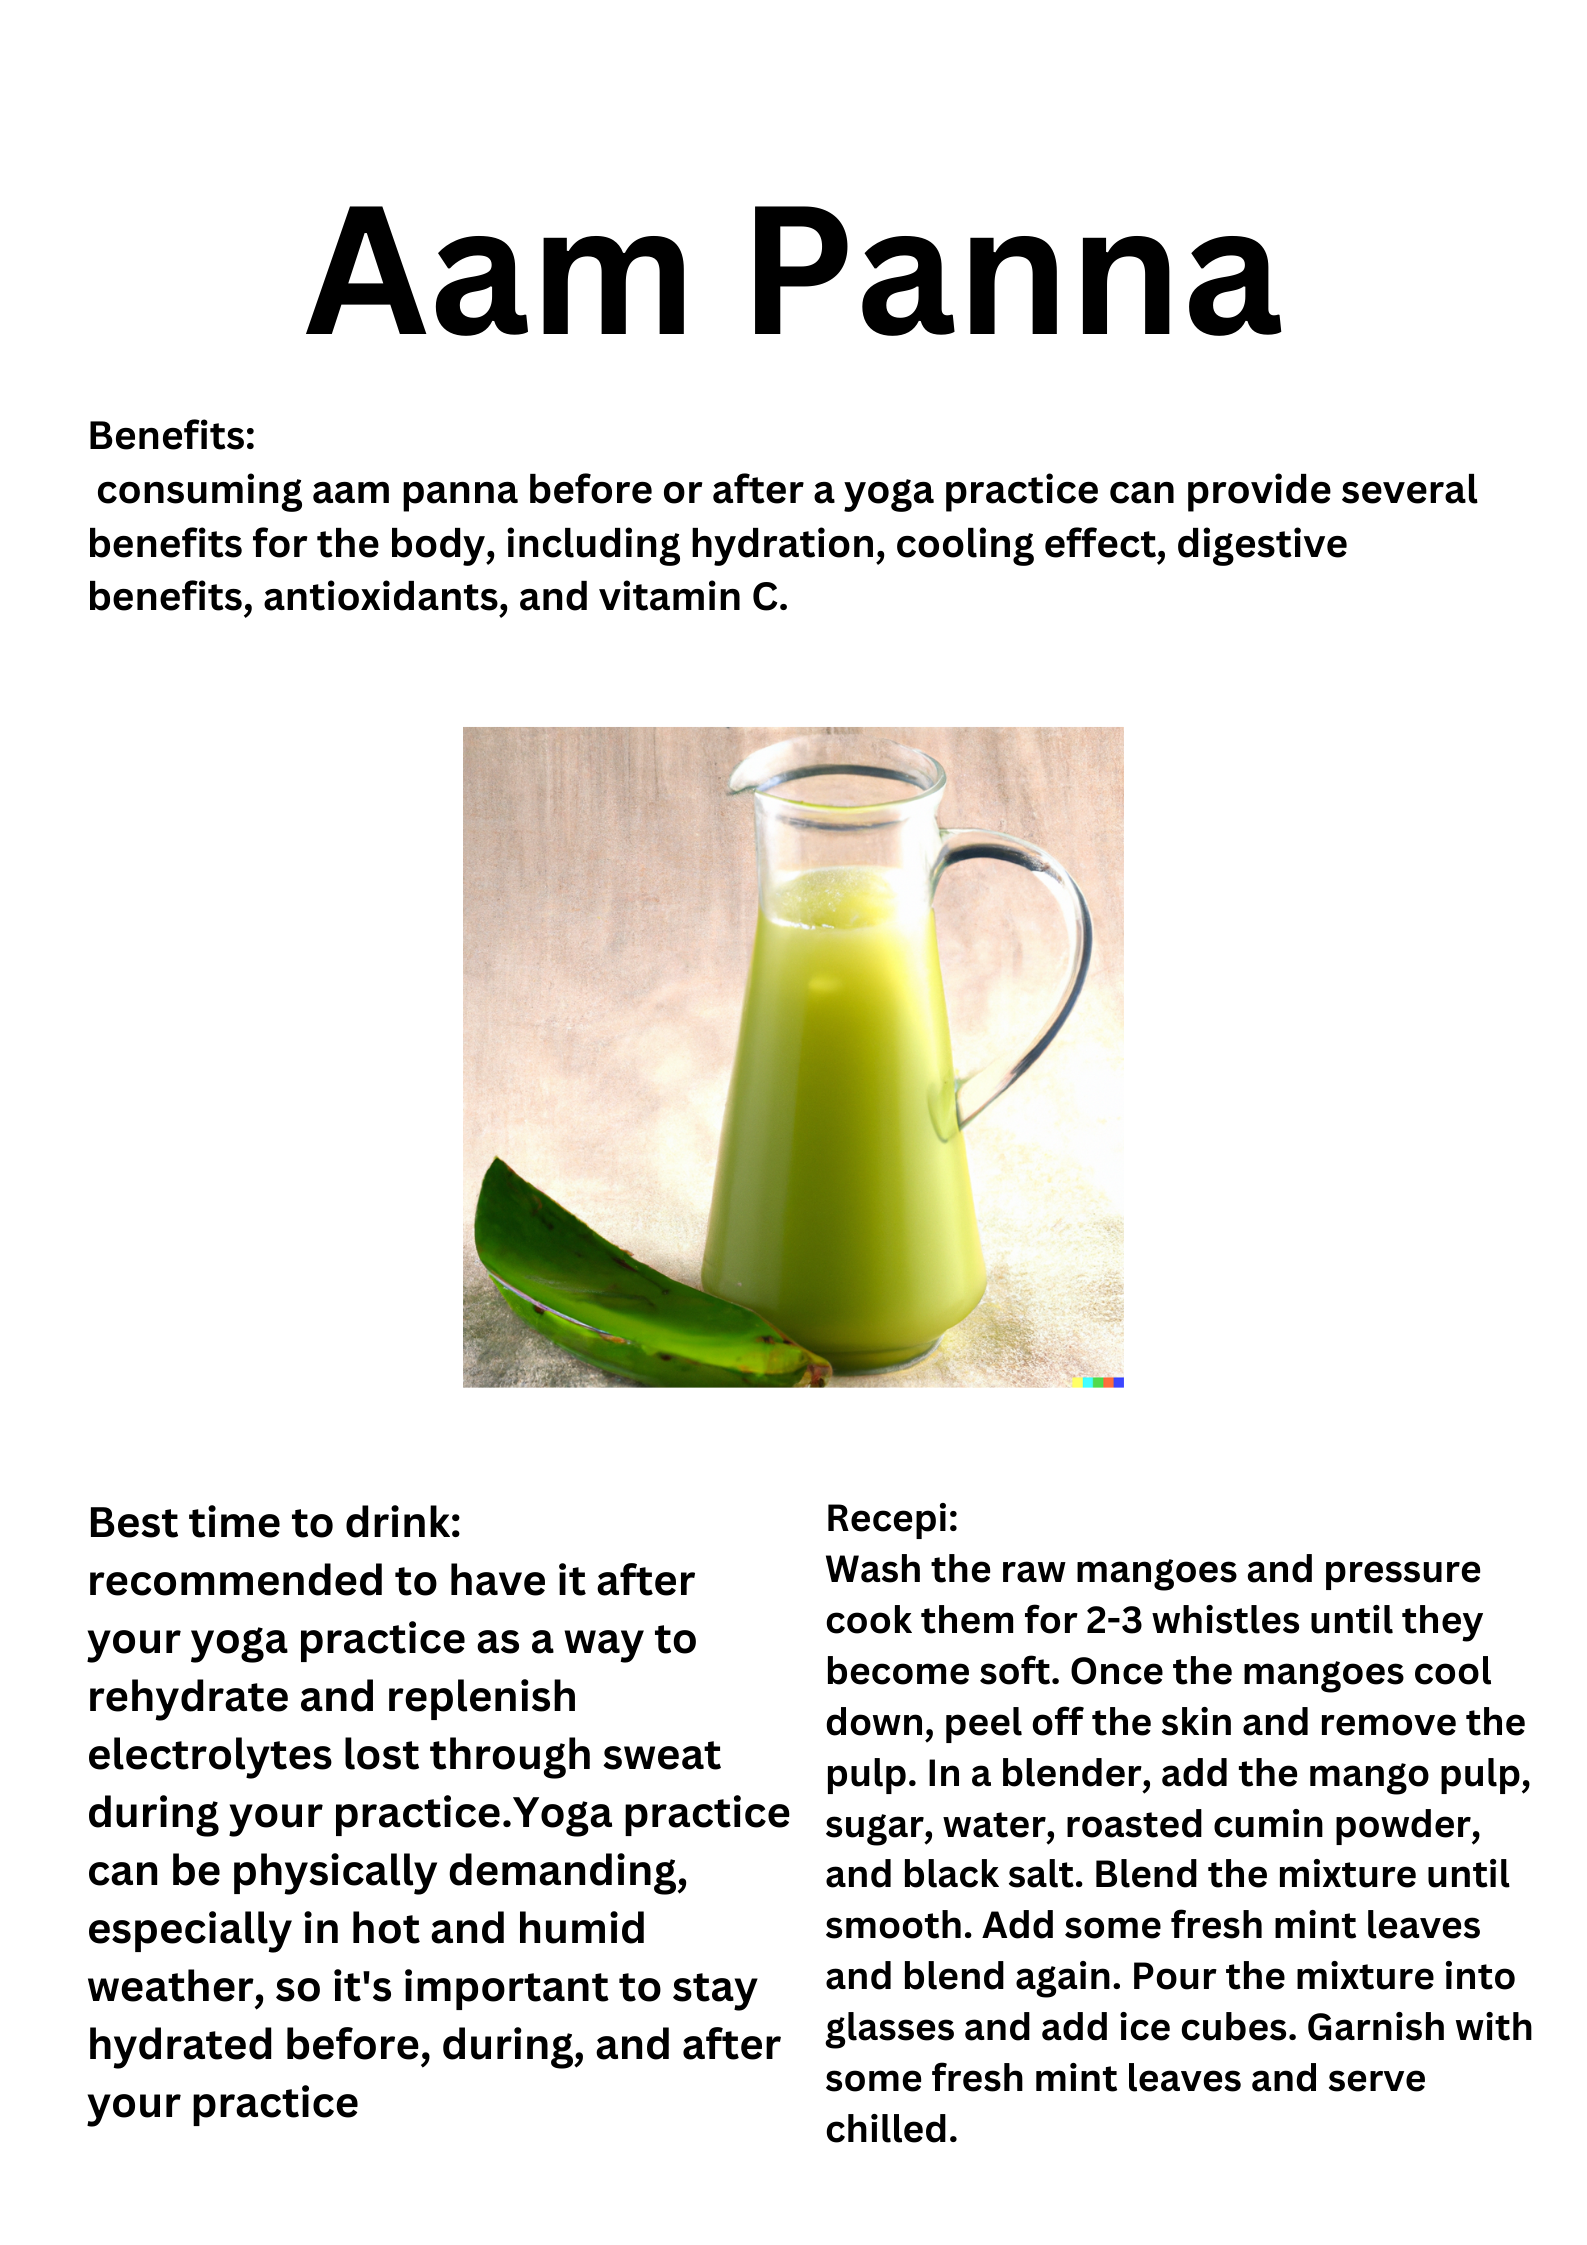 Aam Panna
Benefits:
consuming aam panna before or after a yoga practice can provide several
benefits for the body, including hydration, cooling effect, digestive
benefits, antioxidants, and vitamin C.
Best time to drink:
recommended to have it after
your yoga practice as a way to
rehydrate and replenish
electrolytes lost through sweat
during your practice.Yoga practice
can be physically demanding,
especially in hot and humid
weather, so it's important to stay
hydrated before, during, and after
your practice
Recepi:
Wash the raw mangoes and pressure
cook them for 2-3 whistles until they
become soft. Once the mangoes cool
down, peel off the skin and remove the
pulp. In a blender, add the mango pulp,
sugar, water, roasted cumin powder,
and black salt. Blend the mixture until
smooth. Add some fresh mint leaves
and blend again. Pour the mixture into
glasses and add ice cubes. Garnish with
some fresh mint leaves and serve
chilled.